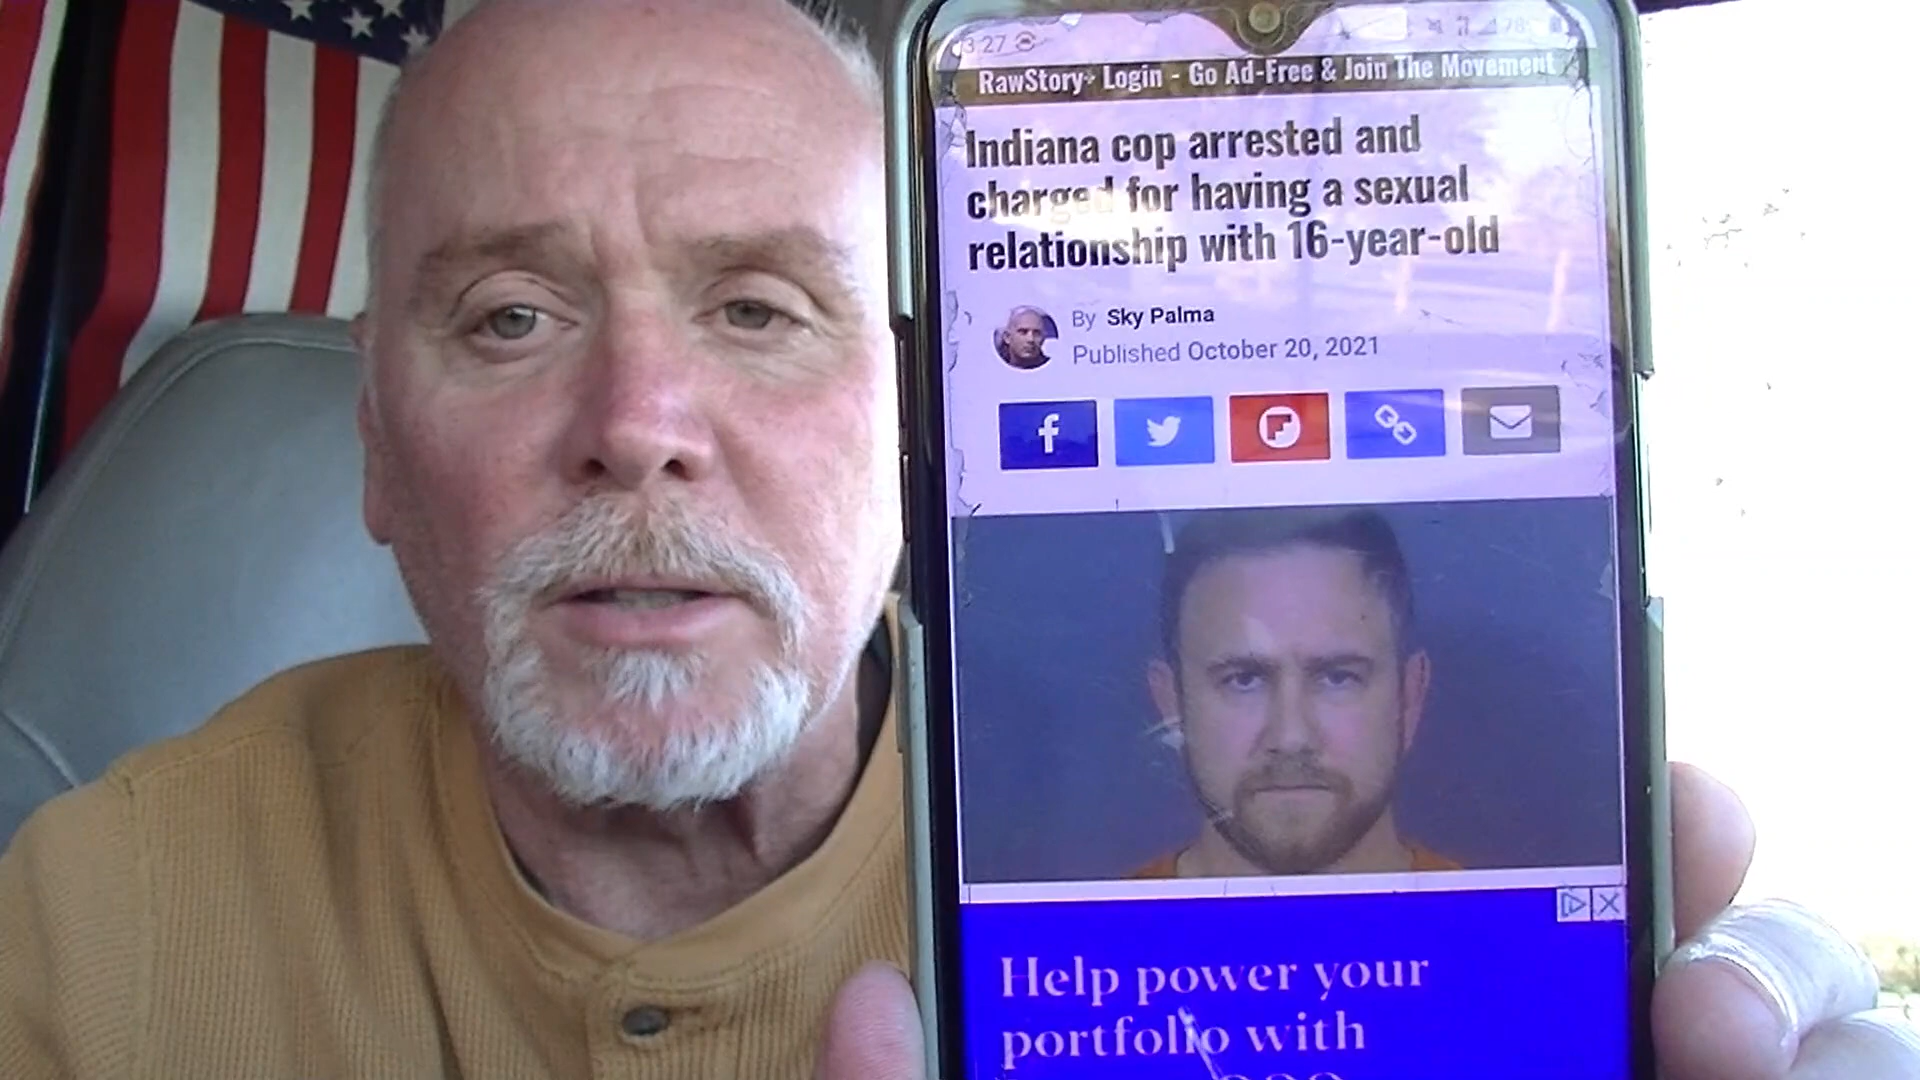 3:27
78
RawStory+ Login - Go Ad-Free & Join The Movement
Indiana cop arrested and
charged for having a sexual
relationship with 16-year-old
By Sky Palma
Published October 20, 2021
Help power your
portfolio with